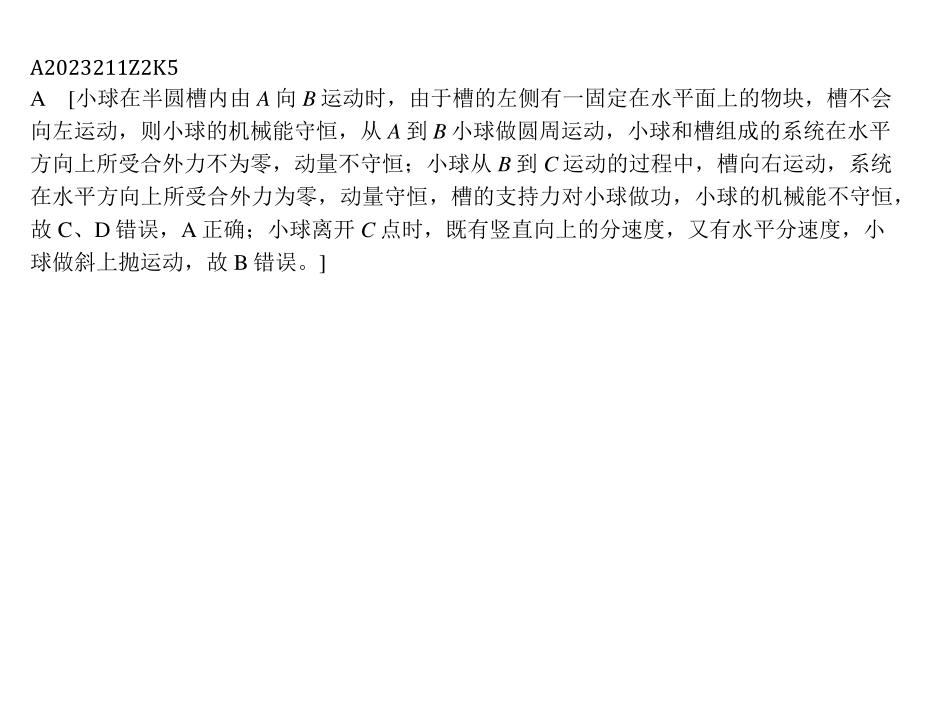 A2023211Z2K5
A [小球在半圆槽内由 A 向 B 运动时，由于槽的左侧有一固定在水平面上的物块，槽不会
向左运动，则小球的机械能守恒，从 A 到 B 小球做圆周运动，小球和槽组成的系统在水平
方向上所受合外力不为零，动量不守恒；小球从 B 到 C 运动的过程中，槽向右运动，系统
在水平方向上所受合外力为零，动量守恒，槽的支持力对小球做功，小球的机械能不守恒，
故 C、D 错误，A 正确；小球离开 C 点时，既有竖直向上的分速度，又有水平分速度，小
球做斜上抛运动，故 B 错误。]